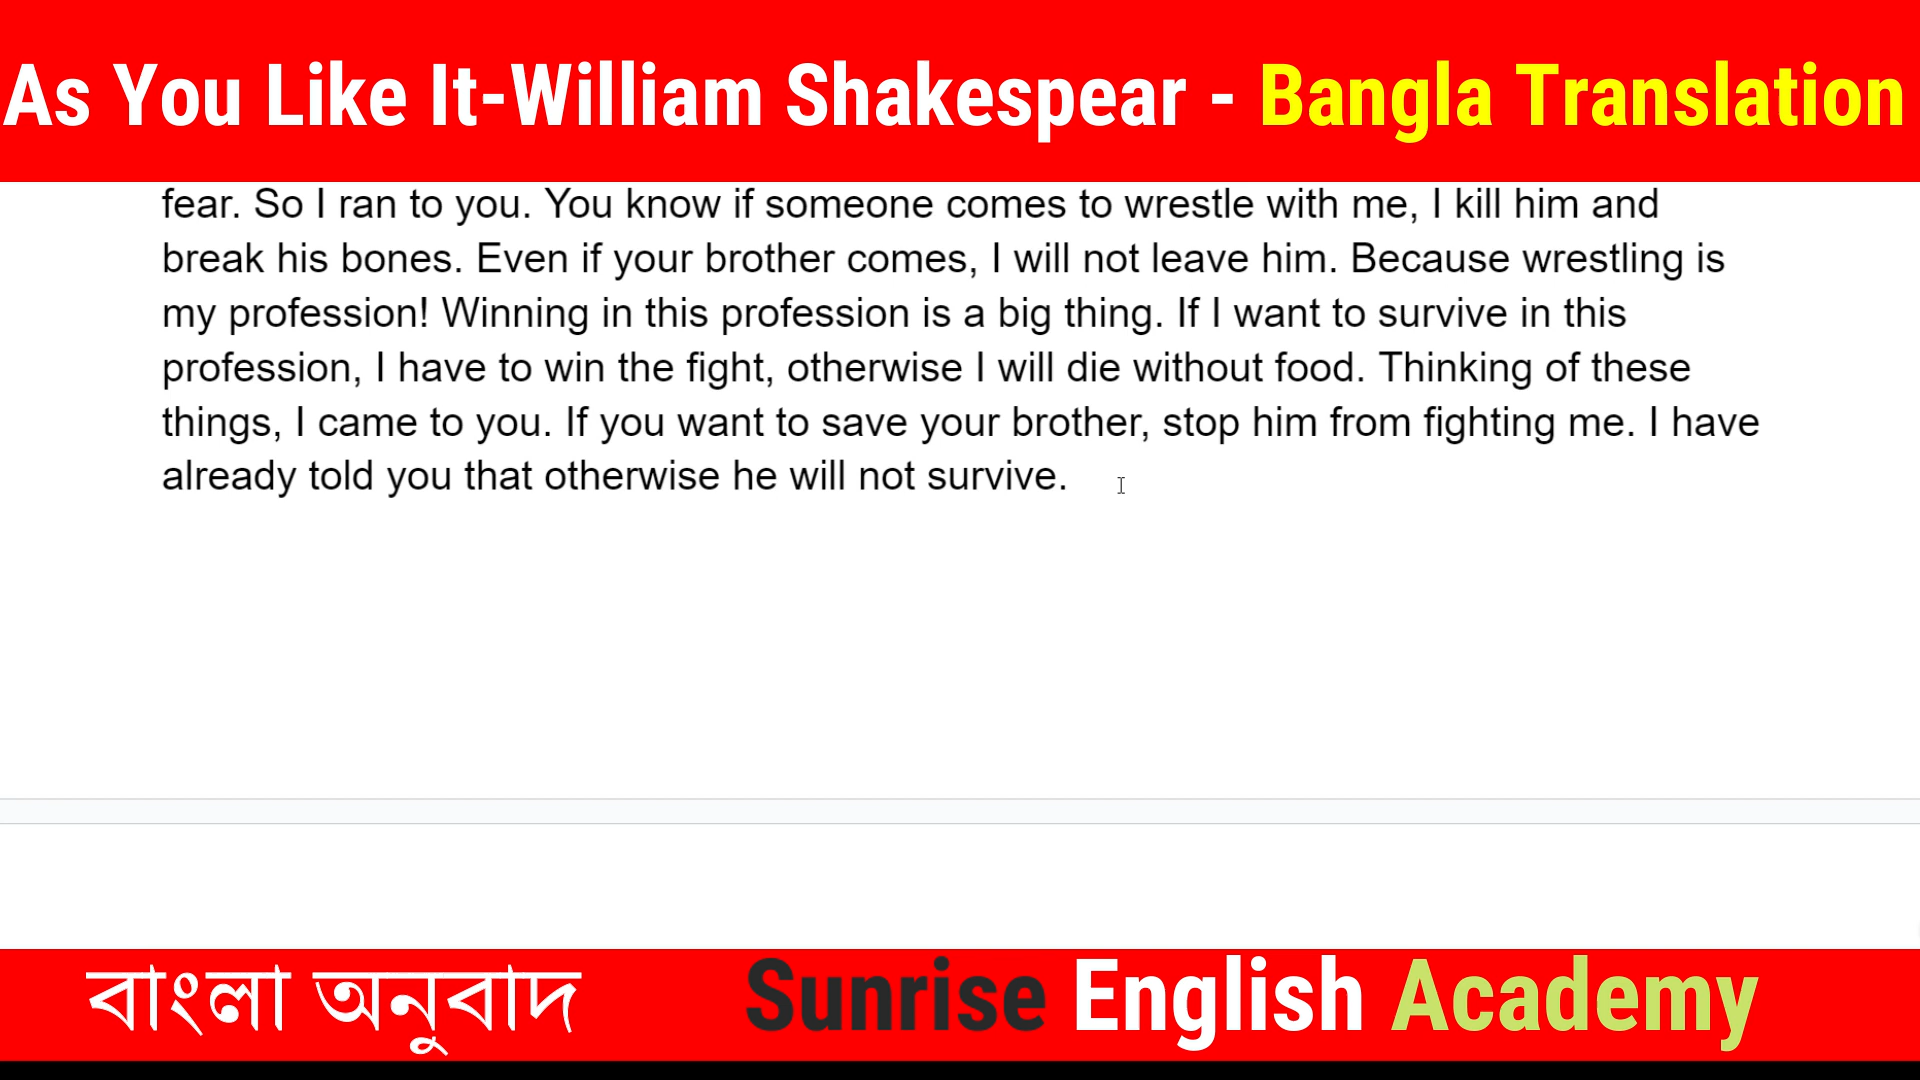 As You Like It-William Shakespear - Bangla Translation
fear. So I ran to you. You know if someone comes to wrestle with me, I kill him and
break his bones. Even if your brother comes, I will not leave him. Because wrestling is
my profession! Winning in this profession is a big thing. If I want to survive in this
profession, I have to win the fight, otherwise I will die without food. Thinking of these
things, I came to you. If you want to save your brother, stop him from fighting me. I have
already told you that otherwise he will not survive.
বাংলা অনুবাদ
Sunrise English Academy